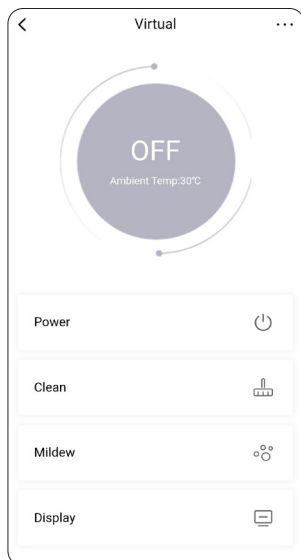 Virtual
OFF
Ambient Temp:30℃
Power
Clean
Mildew
Display